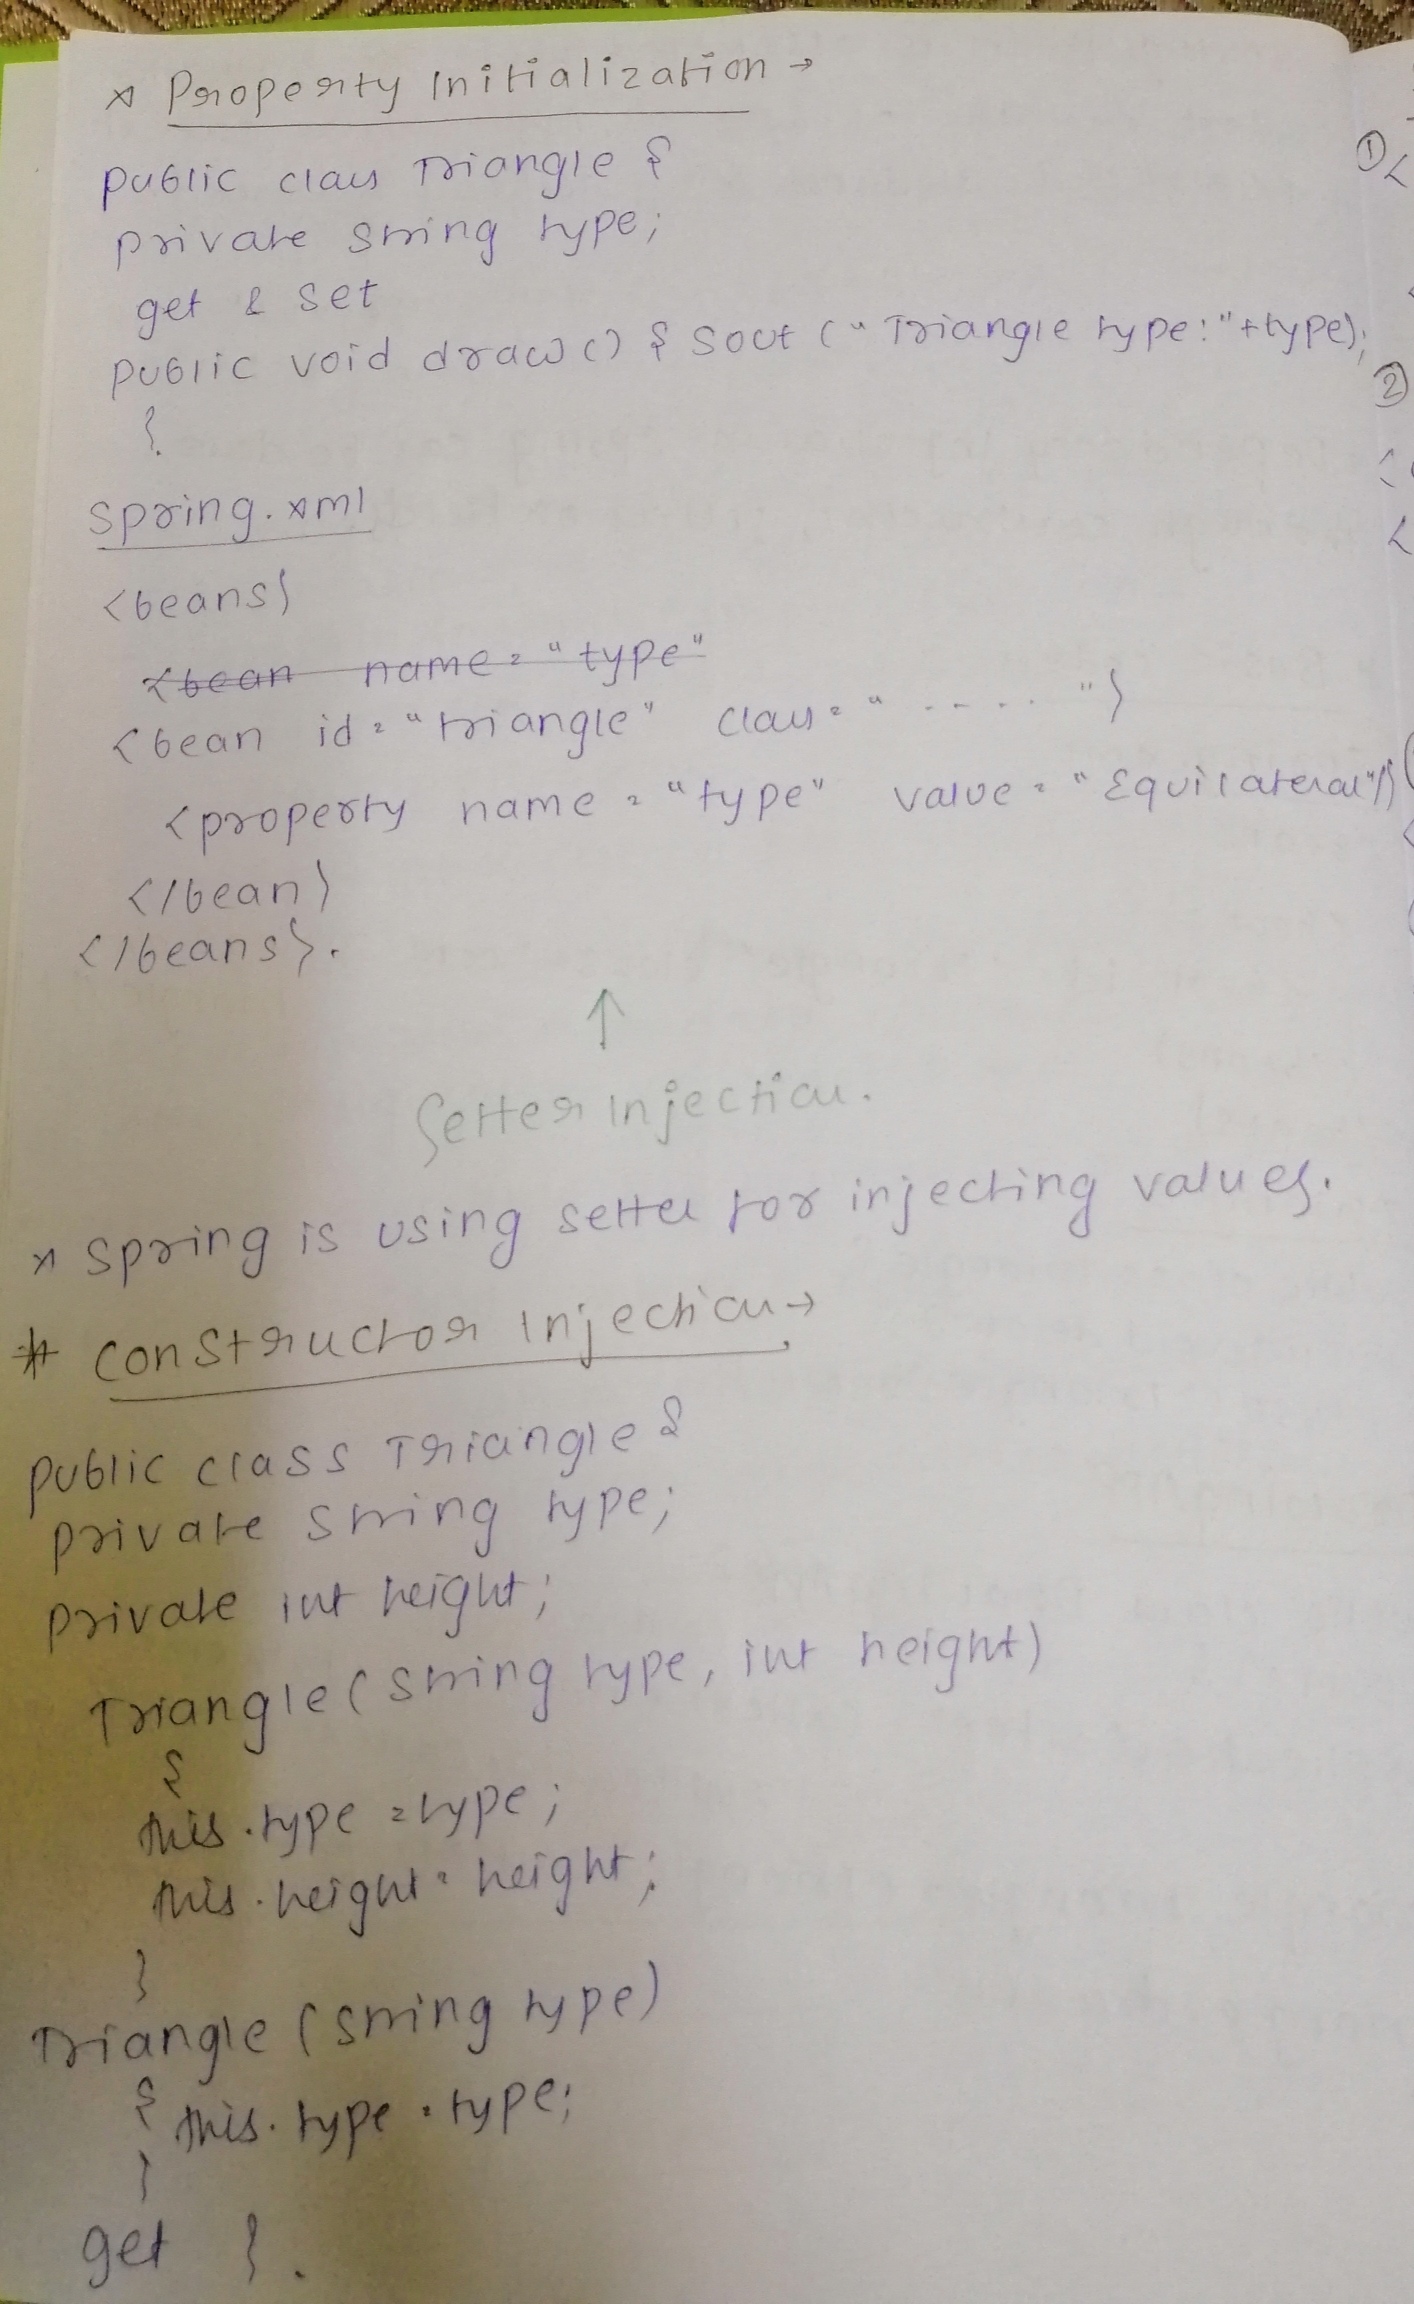 * Property Initialization →
public class Triangle {
private String type;
get & set
public void draw() { Sout ("Triangle type:"+type);
}
Spring.xml
<beans>
<bean name="type"
<bean id="triangle" class=" ..... ">
<property name="type" value="Equilateral"/>
</bean>
</beans>.
↑
Setter Injection.
* Spring is using setter for injecting values.
* Constructor Injection →
public class Triangle {
private String type;
private int height;
Triangle(String type, int height)
{
this.type=type;
this.height=height;
}
Triangle (String type)
{ this.type=type;
}
get }.
①<
②